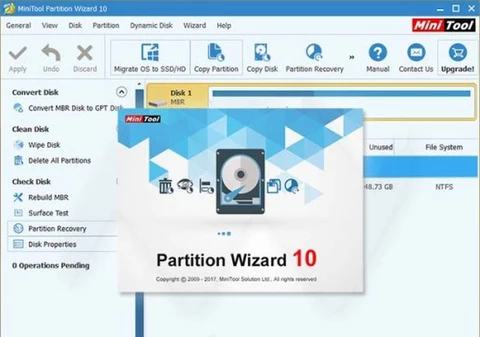 MiniTool Partition Wizard 10
General View Disk Partition Dynamic Disk Wizard Help
Mini Tool
Apply Undo Discard Migrate OS to SSD/HD Copy Partition Copy Disk Partition Recovery » Manual Contact Us Upgrade!
Convert Disk
Convert MBR Disk to GPT Disk
Clean Disk
Wipe Disk
Delete All Partitions
Check Disk
Rebuild MBR
Surface Test
Partition Recovery
Disk Properties
0 Operations Pending
Disk 1
MBR
Unused File System
48.73 GB NTFS
Mini Tool
Partition Wizard 10
Copyright © 2009 - 2017, MiniTool Solution Ltd., All rights reserved